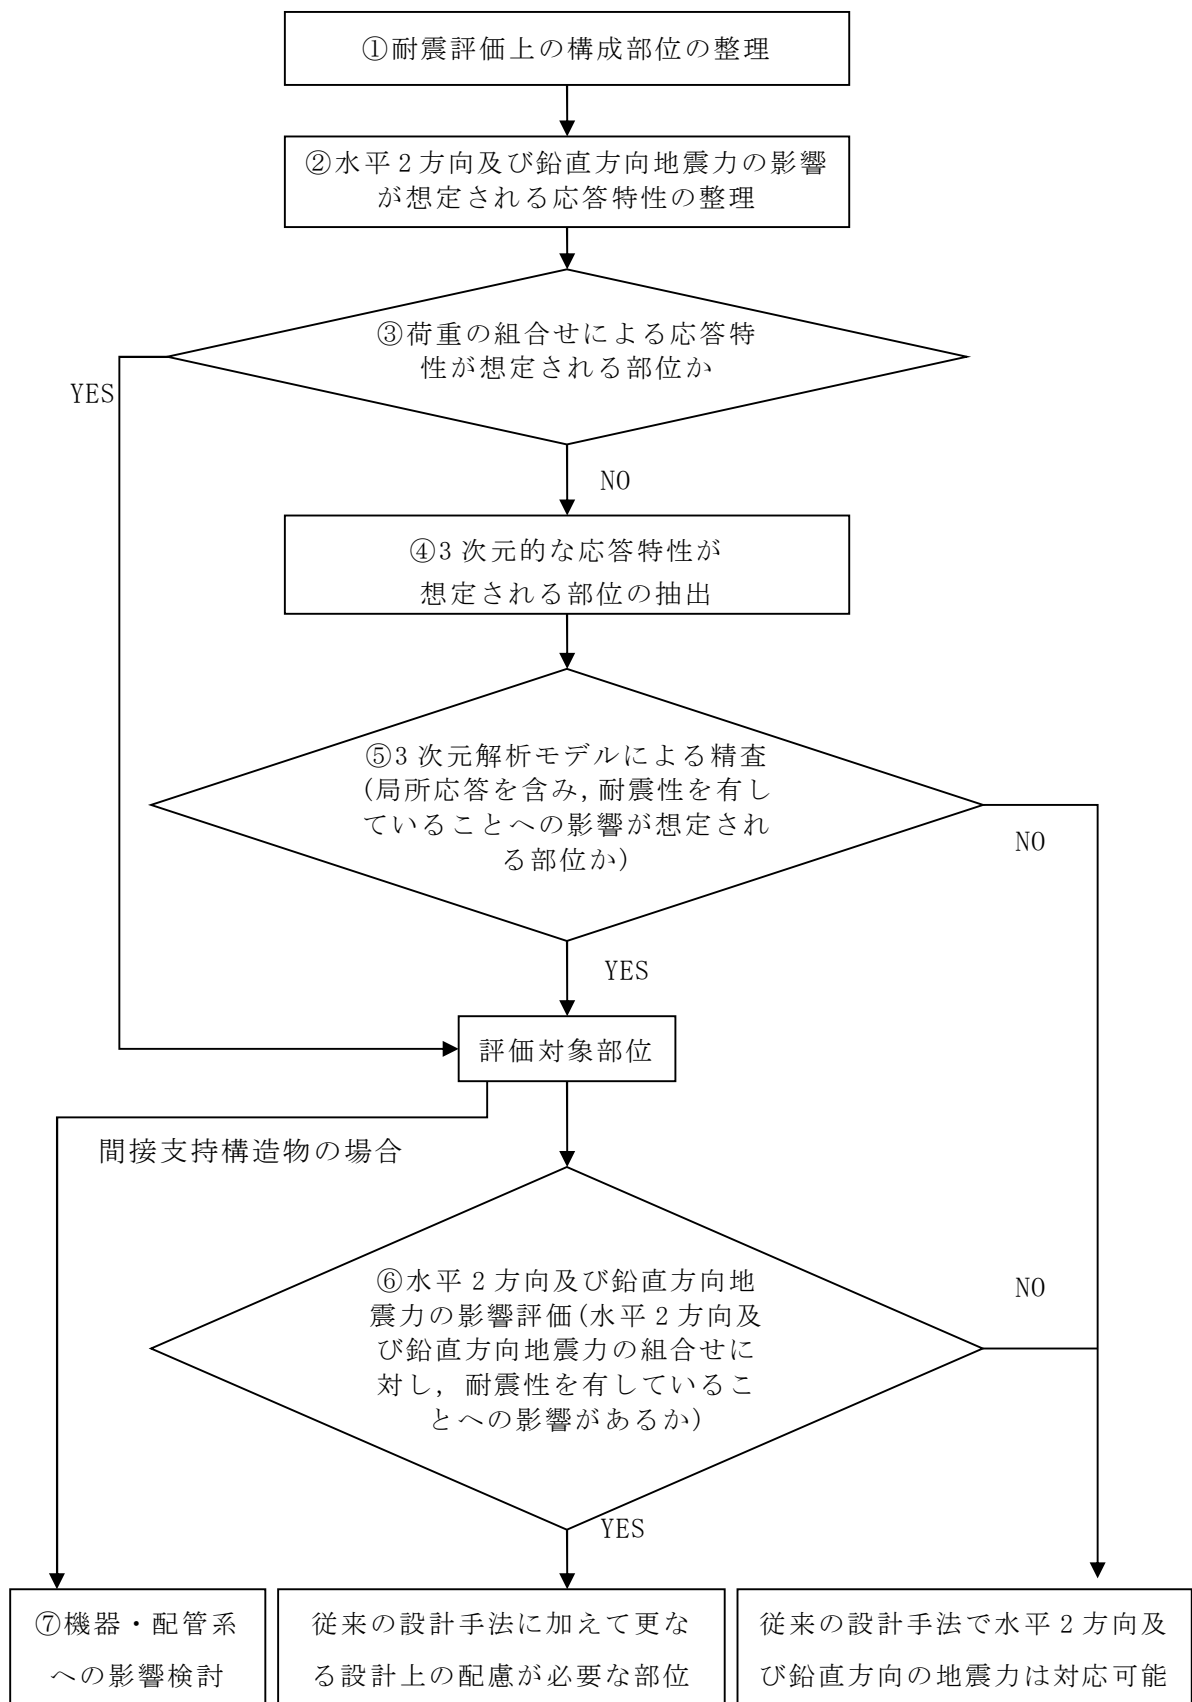 ①耐震評価上の構成部位の整理
②水平2方向及び鉛直方向地震力の影響
が想定される応答特性の整理
③荷重の組合せによる応答特
性が想定される部位か
YES
NO
④3次元的な応答特性が
想定される部位の抽出
⑤3次元解析モデルによる精査
(局所応答を含み,耐震性を有し
ていることへの影響が想定され
る部位か)
NO
YES
評価対象部位
間接支持構造物の場合
⑥水平2方向及び鉛直方向地
震力の影響評価(水平2方向及
び鉛直方向地震力の組合せに
対し,耐震性を有しているこ
とへの影響があるか)
NO
YES
⑦機器・配管系
への影響検討
従来の設計手法に加えて更な
る設計上の配慮が必要な部位
従来の設計手法で水平2方向及
び鉛直方向の地震力は対応可能